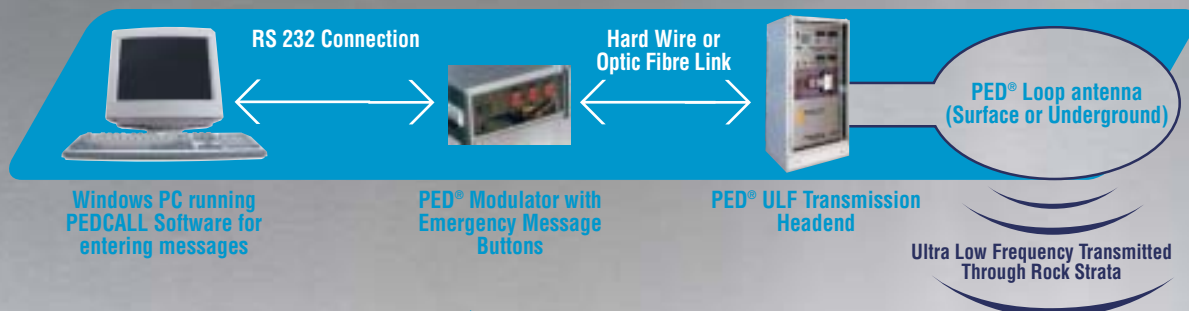 RS 232 Connection
Hard Wire or
Optic Fibre Link
PED® Loop antenna
(Surface or Underground)
Windows PC running
PEDCALL Software for
entering messages
PED® Modulator with
Emergency Message
Buttons
PED® ULF Transmission
Headend
Ultra Low Frequency Transmitted
Through Rock Strata